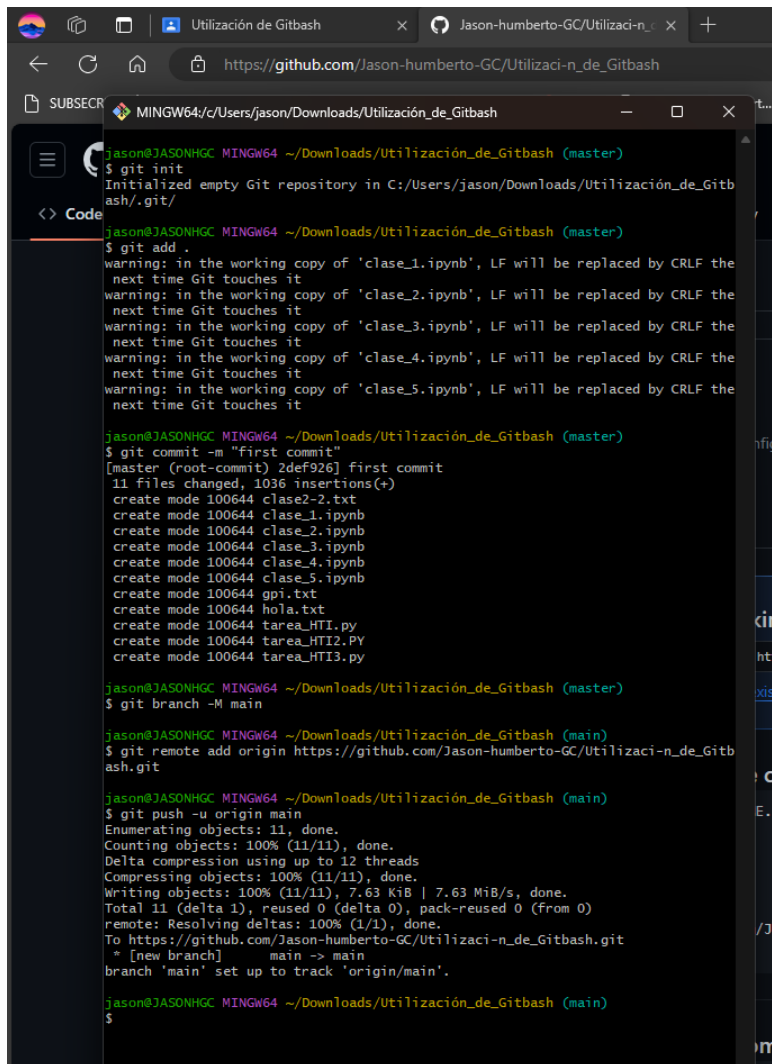 Utilización de Gitbash
Jason-humberto-GC/Utilizaci-n_
https://github.com/Jason-humberto-GC/Utilizaci-n_de_Gitbash
SUBSECR
MINGW64:/c/Users/jason/Downloads/Utilización_de_Gitbash
<> Code
jason@JASONHGC MINGW64 ~/Downloads/Utilización_de_Gitbash (master)
$ git init
Initialized empty Git repository in C:/Users/jason/Downloads/Utilización_de_Gitb
ash/.git/
jason@JASONHGC MINGW64 ~/Downloads/Utilización_de_Gitbash (master)
$ git add .
warning: in the working copy of 'clase_1.ipynb', LF will be replaced by CRLF the
next time Git touches it
warning: in the working copy of 'clase_2.ipynb', LF will be replaced by CRLF the
next time Git touches it
warning: in the working copy of 'clase_3.ipynb', LF will be replaced by CRLF the
next time Git touches it
warning: in the working copy of 'clase_4.ipynb', LF will be replaced by CRLF the
next time Git touches it
warning: in the working copy of 'clase_5.ipynb', LF will be replaced by CRLF the
next time Git touches it
jason@JASONHGC MINGW64 ~/Downloads/Utilización_de_Gitbash (master)
$ git commit -m "first commit"
[master (root-commit) 2def926] first commit
11 files changed, 1036 insertions(+)
create mode 100644 clase2-2.txt
create mode 100644 clase_1.ipynb
create mode 100644 clase_2.ipynb
create mode 100644 clase_3.ipynb
create mode 100644 clase_4.ipynb
create mode 100644 clase_5.ipynb
create mode 100644 gpi.txt
create mode 100644 hola.txt
create mode 100644 tarea_HTI.py
create mode 100644 tarea_HTI2.PY
create mode 100644 tarea_HTI3.py
jason@JASONHGC MINGW64 ~/Downloads/Utilización_de_Gitbash (master)
$ git branch -M main
jason@JASONHGC MINGW64 ~/Downloads/Utilización_de_Gitbash (main)
$ git remote add origin https://github.com/Jason-humberto-GC/Utilizaci-n_de_Gitb
ash.git
jason@JASONHGC MINGW64 ~/Downloads/Utilización_de_Gitbash (main)
$ git push -u origin main
Enumerating objects: 11, done.
Counting objects: 100% (11/11), done.
Delta compression using up to 12 threads
Compressing objects: 100% (11/11), done.
Writing objects: 100% (11/11), 7.63 KiB | 7.63 MiB/s, done.
Total 11 (delta 1), reused 0 (delta 0), pack-reused 0 (from 0)
remote: Resolving deltas: 100% (1/1), done.
To https://github.com/Jason-humberto-GC/Utilizaci-n_de_Gitbash.git
* [new branch]      main -> main
branch 'main' set up to track 'origin/main'.
jason@JASONHGC MINGW64 ~/Downloads/Utilización_de_Gitbash (main)
$